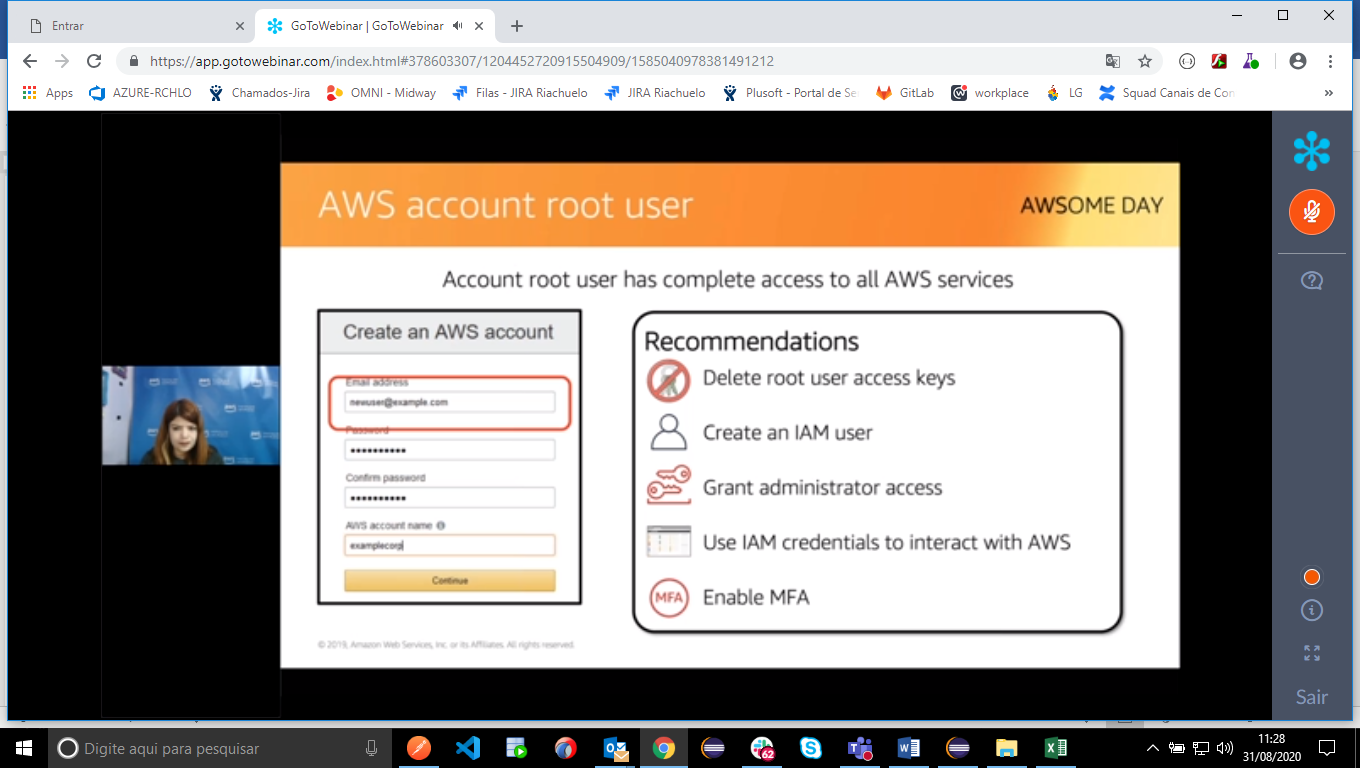 Entrar
GoToWebinar | GoToWebinar
https://app.gotowebinar.com/index.html#378603307/1204452720915504909/1585040978381491212
Apps
AZURE-RCHLO
Chamados-Jira
OMNI - Midway
Filas - JIRA Riachuelo
JIRA Riachuelo
Plusoft - Portal de Se
GitLab
workplace
LG
Squad Canais de Con
»
AWS account root user
AWSOME DAY
Account root user has complete access to all AWS services
Create an AWS account
Email address
newuser@example.com
Password
Confirm password
AWS account name
examplecorp
Continue
Recommendations
Delete root user access keys
Create an IAM user
Grant administrator access
Use IAM credentials to interact with AWS
MFA
Enable MFA
© 2019, Amazon Web Services, Inc. or its Affiliates. All rights reserved.
Sair
Digite aqui para pesquisar
62
11:28
31/08/2020